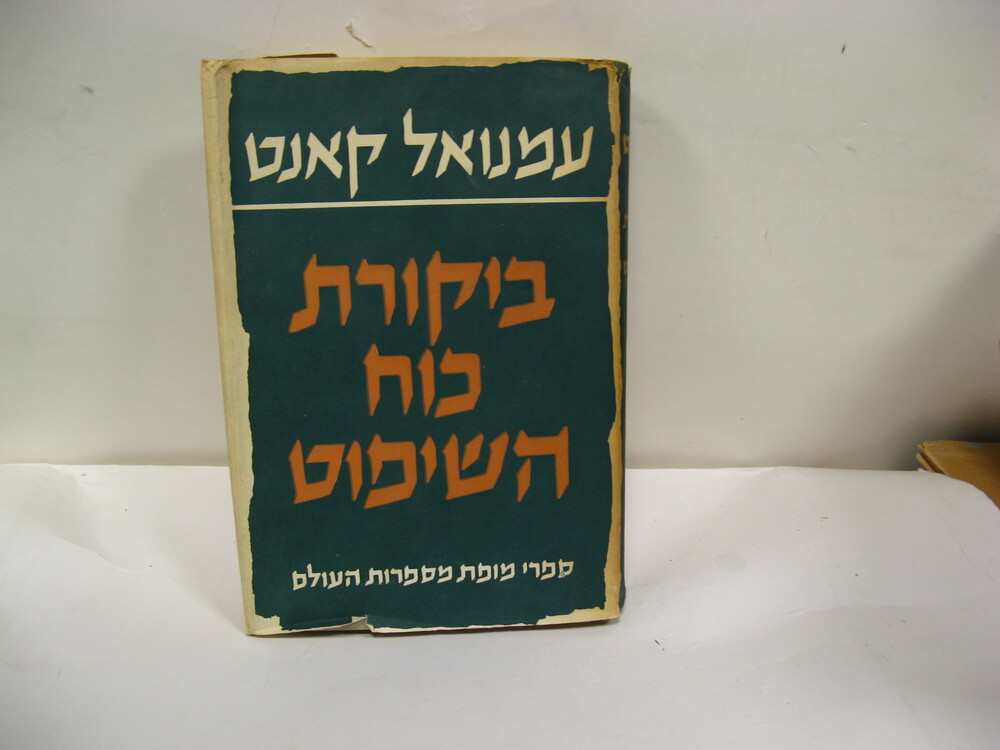 עמנואל קאנט
ביקורת
כוח
השיפוט
ספרי מופת מספרות העולם